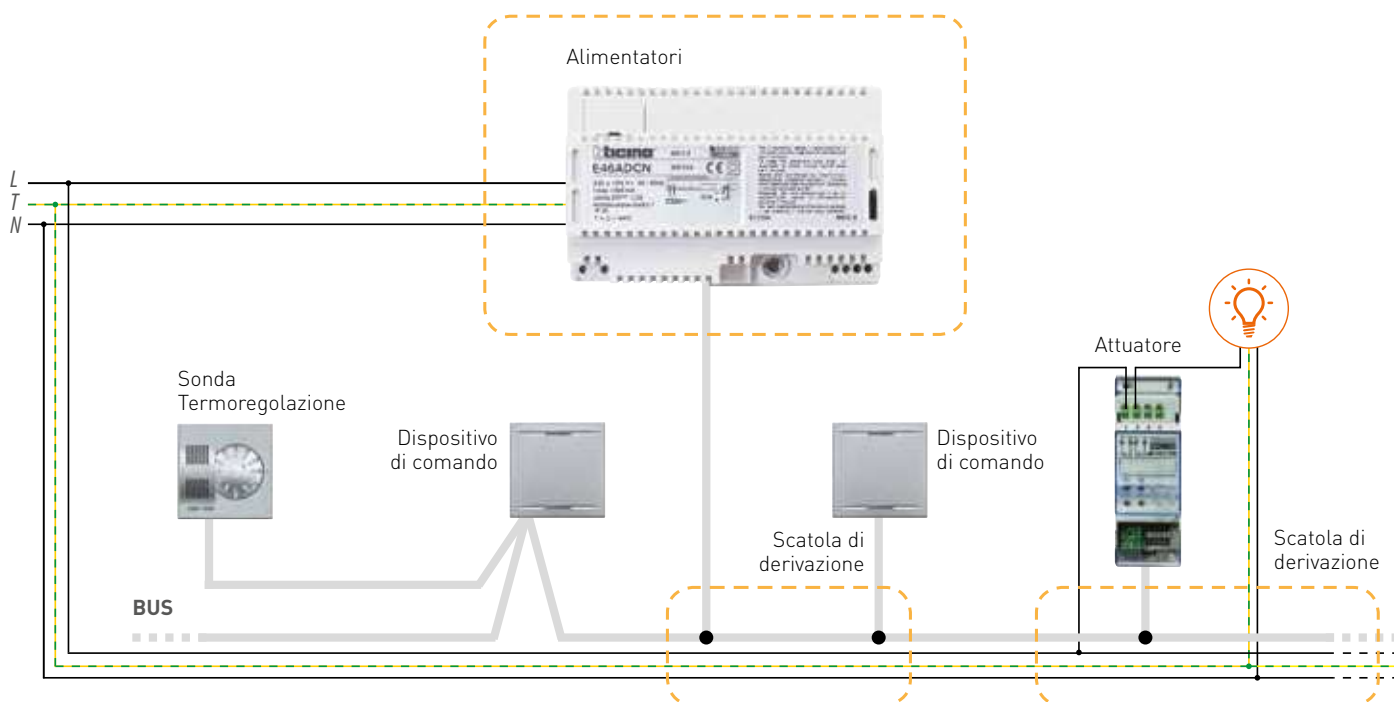 Alimentatori
bticino
E46ADCN
L
T
N
Attuatore
Sonda
Termoregolazione
Dispositivo
di comando
Dispositivo
di comando
Scatola di
derivazione
Scatola di
derivazione
BUS